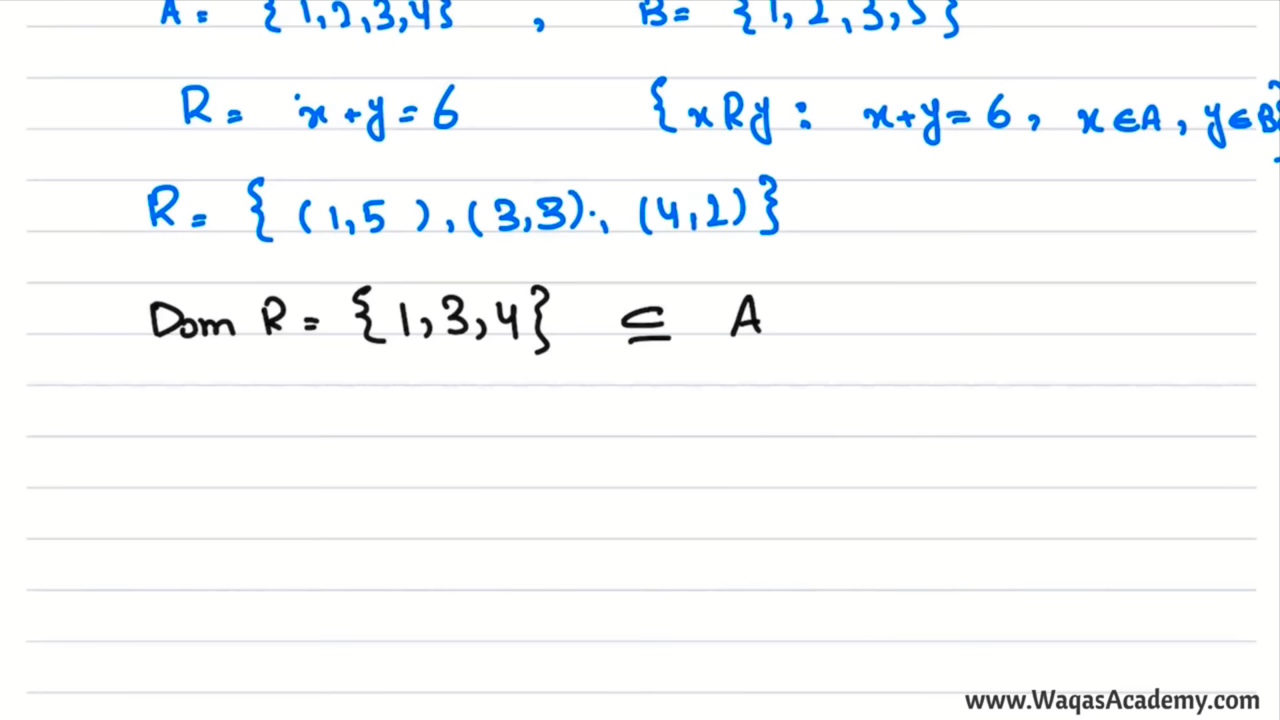 A = {1,2,3,4} , B = {1,2,3,5}
R = x+y=6 {xRy : x+y=6, x∈A, y∈B}
R = { (1,5), (3,3), (4,2)}
Dom R = {1,3,4} ⊆ A
www.WaqasAcademy.com